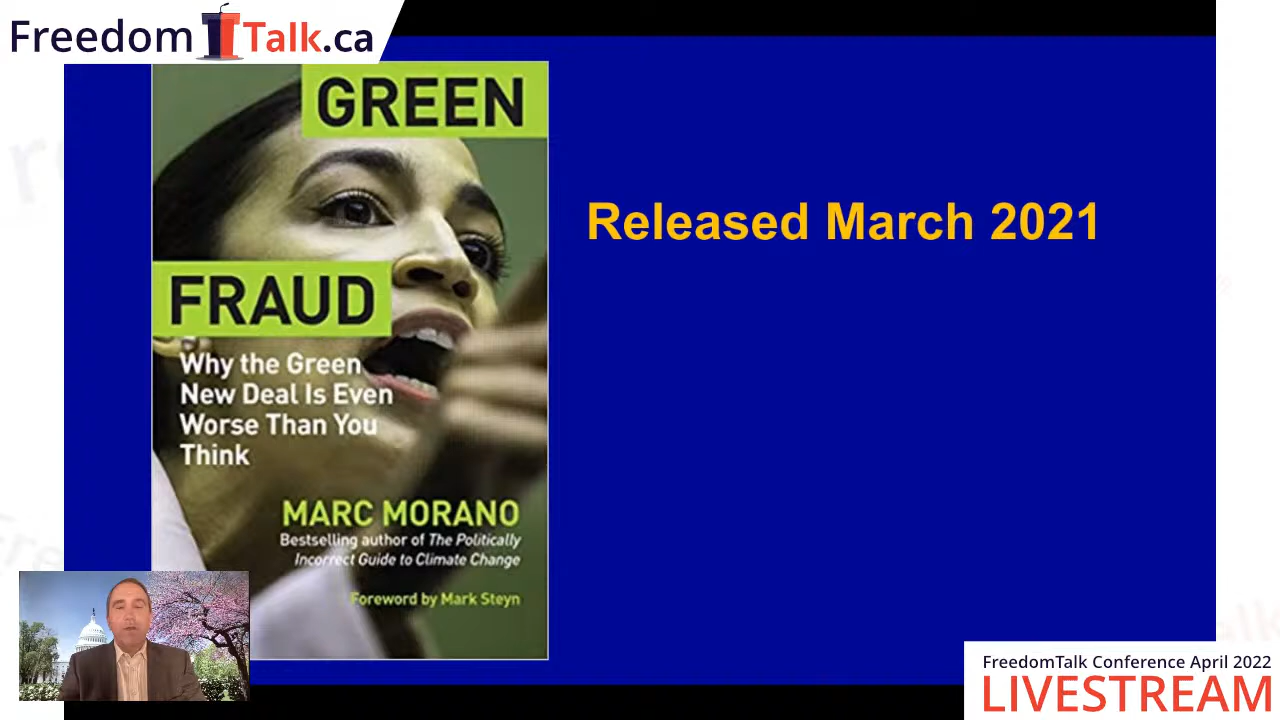 FreedomTalk.ca
GREEN
FRAUD
Why the Green
New Deal Is Even
Worse Than You
Think
MARC MORANO
Bestselling author of The Politically
Incorrect Guide to Climate Change
Foreword by Mark Steyn
Released March 2021
FreedomTalk Conference April 2022
LIVESTREAM